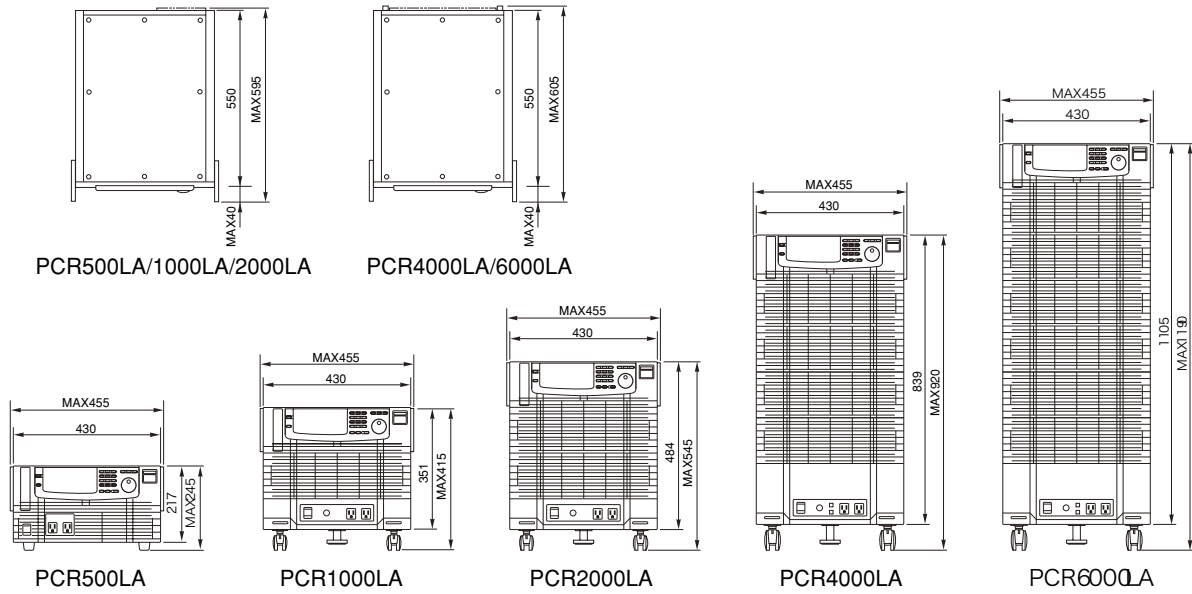 550
MAX595
MAX40
PCR500LA/1000LA/2000LA
550
MAX605
MAX40
PCR4000LA/6000LA
MAX455
430
217
MAX245
PCR500LA
MAX455
430
351
MAX415
PCR1000LA
MAX455
430
484
MAX545
PCR2000LA
MAX455
430
839
MAX920
PCR4000LA
MAX455
430
1105
MAX1190
PCR6000LA